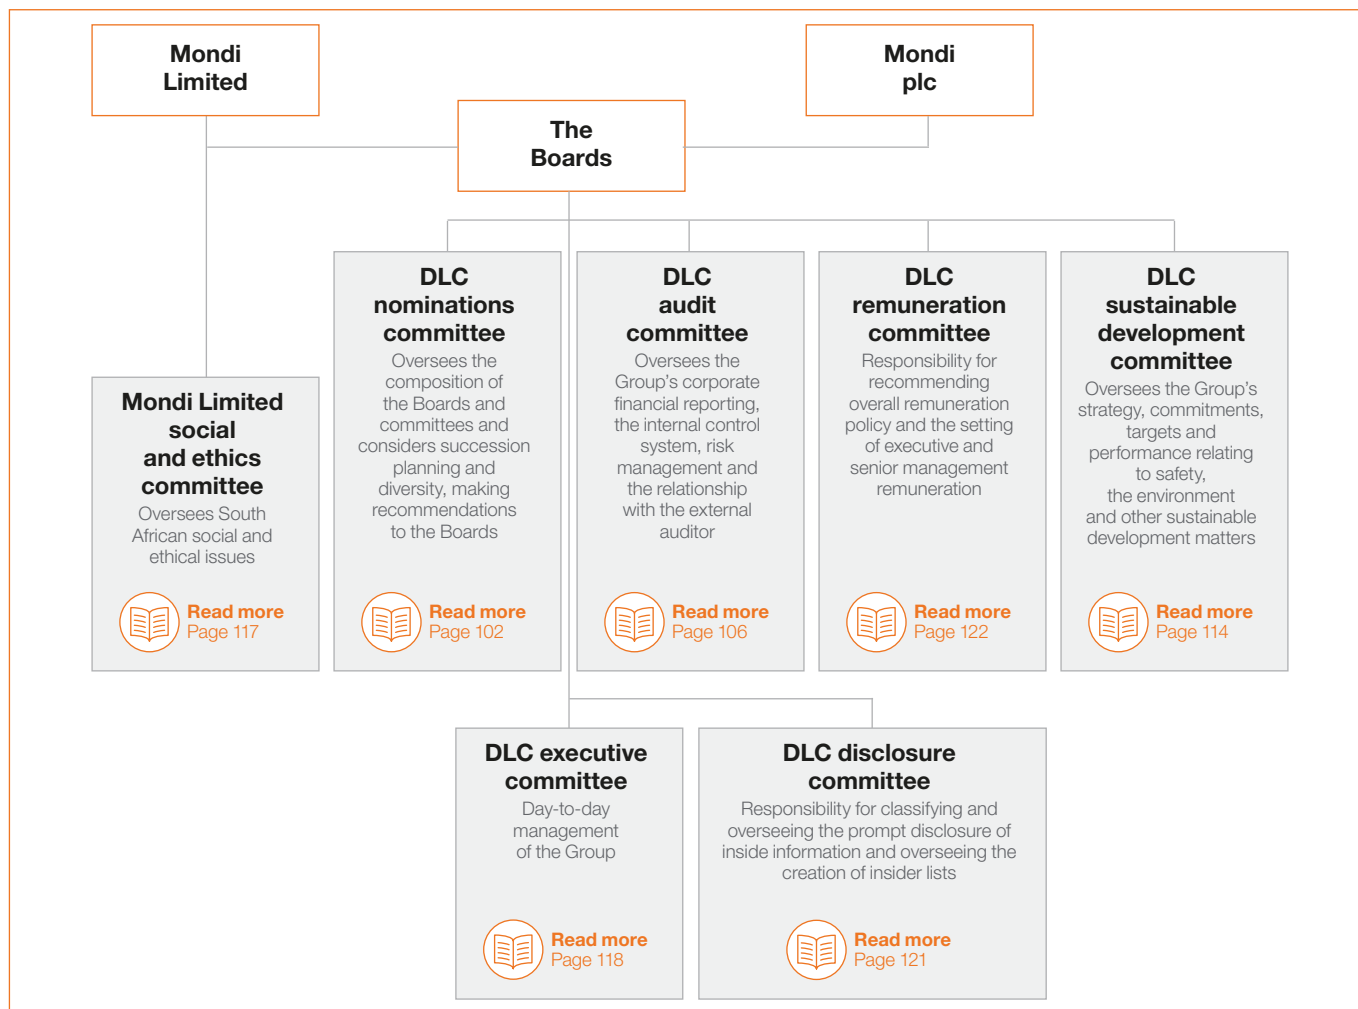 Mondi
Limited
Mondi
plc
The
Boards
Mondi Limited
social
and ethics
committee
Oversees South
African social and
ethical issues
Read more
Page 117
DLC
nominations
committee
Oversees the
composition of
the Boards and
committees and
considers succession
planning and
diversity, making
recommendations
to the Boards
Read more
Page 102
DLC
audit
committee
Oversees the
Group's corporate
financial reporting,
the internal control
system, risk
management and
the relationship
with the external
auditor
Read more
Page 106
DLC
remuneration
committee
Responsibility for
recommending
overall remuneration
policy and the setting
of executive and
senior management
remuneration
Read more
Page 122
DLC
sustainable
development
committee
Oversees the Group's
strategy, commitments,
targets and
performance relating
to safety,
the environment
and other sustainable
development matters
Read more
Page 114
DLC executive
committee
Day-to-day
management
of the Group
Read more
Page 118
DLC disclosure
committee
Responsibility for classifying and
overseeing the prompt disclosure of
inside information and overseeing the
creation of insider lists
Read more
Page 121